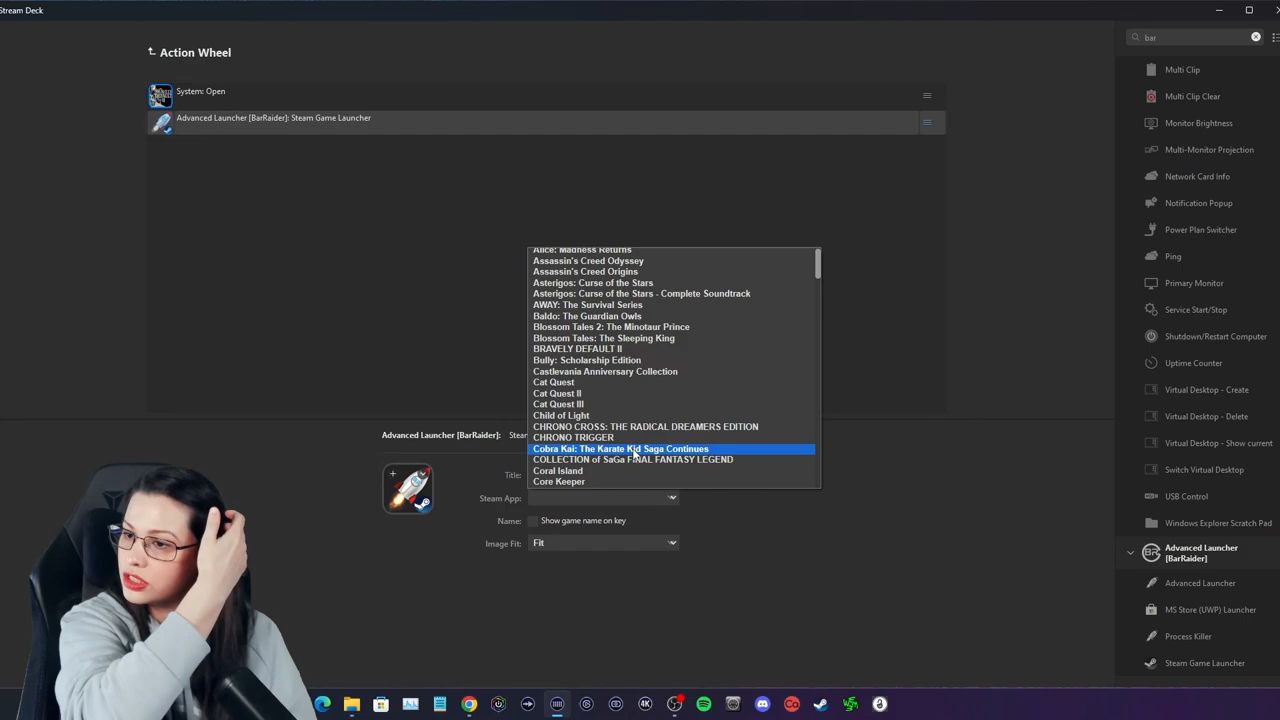 Stream Deck
Action Wheel
System: Open
Advanced Launcher [BarRaider]: Steam Game Launcher
Alice: Madness Returns
Assassin's Creed Odyssey
Assassin's Creed Origins
Asterigos: Curse of the Stars
Asterigos: Curse of the Stars - Complete Soundtrack
AWAY: The Survival Series
Baldo: The Guardian Owls
Blossom Tales 2: The Minotaur Prince
Blossom Tales: The Sleeping King
BRAVELY DEFAULT II
Bully: Scholarship Edition
Castlevania Anniversary Collection
Cat Quest
Cat Quest II
Cat Quest III
Child of Light
CHRONO CROSS: THE RADICAL DREAMERS EDITION
CHRONO TRIGGER
Cobra Kai: The Karate Kid Saga Continues
COLLECTION of SaGa FINAL FANTASY LEGEND
Coral Island
Core Keeper
Advanced Launcher [BarRaider]: Stea
Title:
Steam App:
Name: Show game name on key
Image Fit: Fit
bar
Multi Clip
Multi Clip Clear
Monitor Brightness
Multi-Monitor Projection
Network Card Info
Notification Popup
Power Plan Switcher
Ping
Primary Monitor
Service Start/Stop
Shutdown/Restart Computer
Uptime Counter
Virtual Desktop - Create
Virtual Desktop - Delete
Virtual Desktop - Show current
Switch Virtual Desktop
USB Control
Windows Explorer Scratch Pad
Advanced Launcher
[BarRaider]
Advanced Launcher
MS Store (UWP) Launcher
Process Killer
Steam Game Launcher